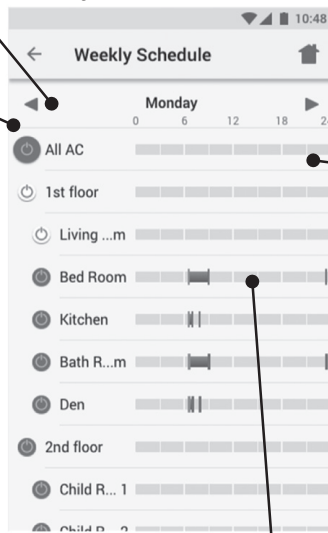 10:48
Weekly Schedule
Monday
0 6 12 18
All AC
1st floor
Living ...m
Bed Room
Kitchen
Bath R...m
Den
2nd floor
Child R... 1